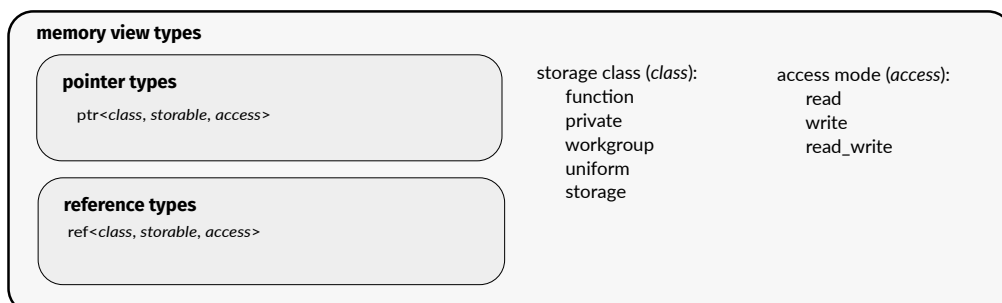 memory view types
pointer types
ptr<class, storable, access>
reference types
ref<class, storable, access>
storage class (class):
function
private
workgroup
uniform
storage
access mode (access):
read
write
read_write